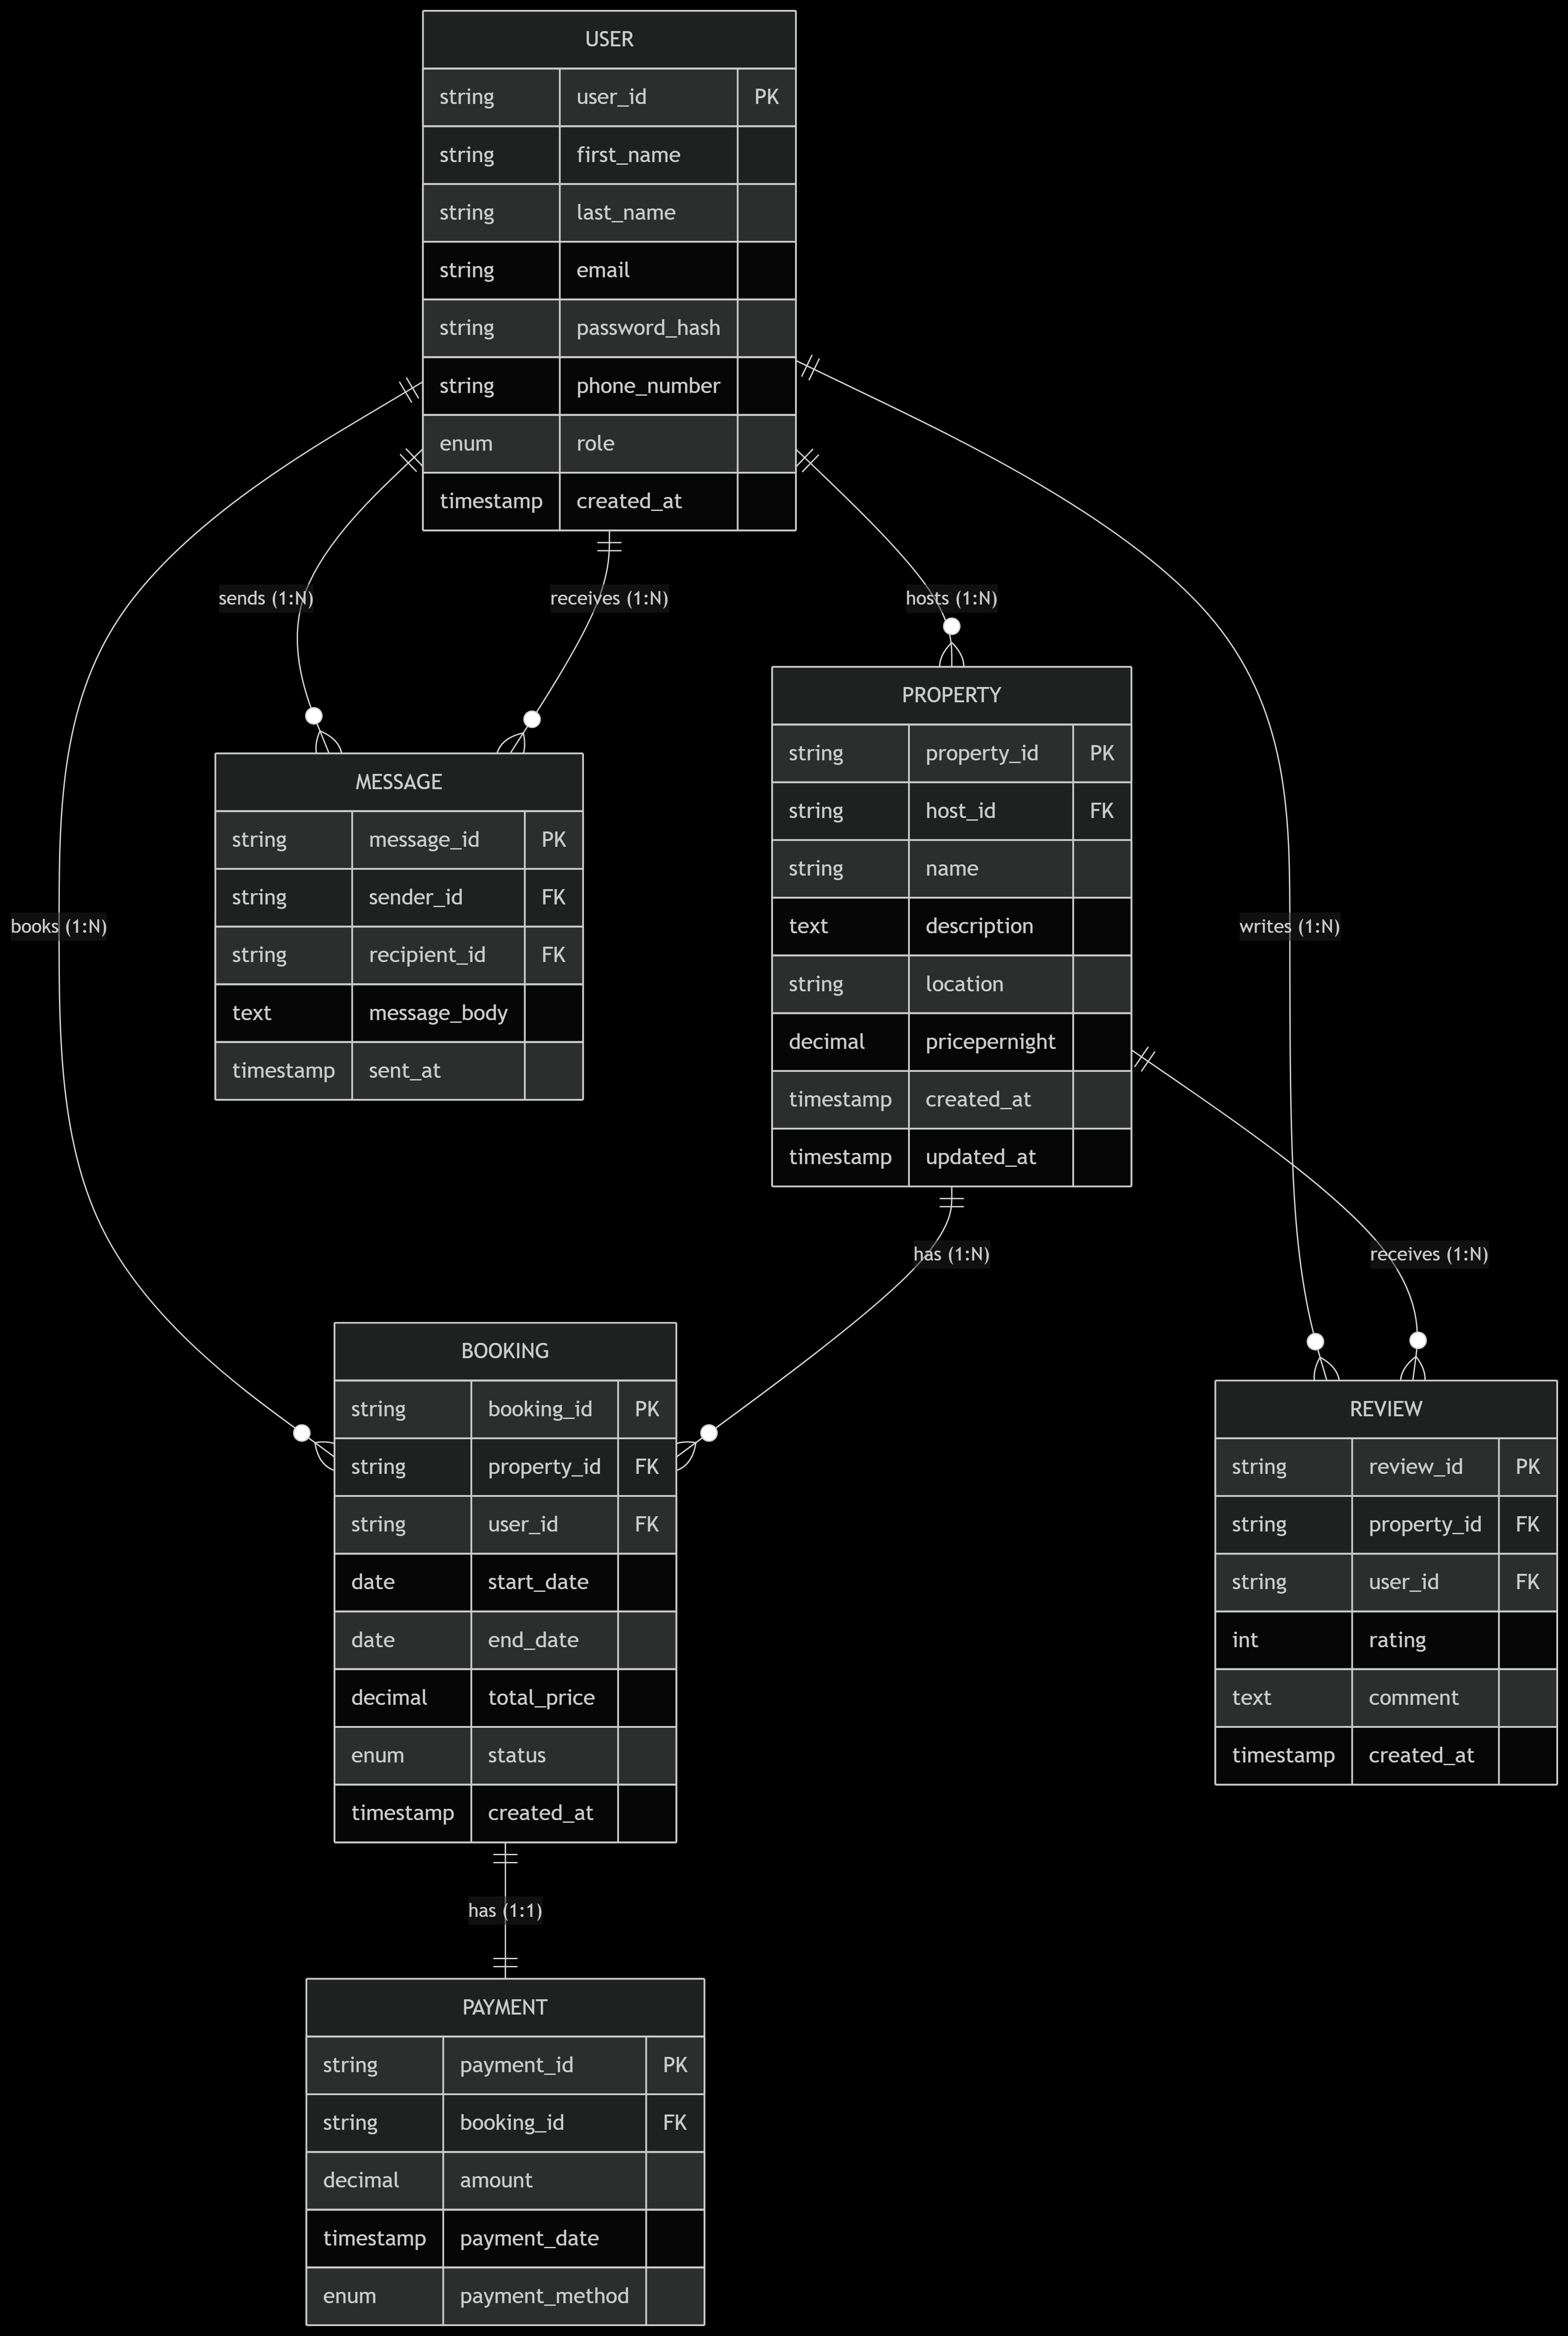 USER
string user_id PK
string first_name
string last_name
string email
string password_hash
string phone_number
enum role
timestamp created_at
sends (1:N)
receives (1:N)
hosts (1:N)
books (1:N)
writes (1:N)
MESSAGE
string message_id PK
string sender_id FK
string recipient_id FK
text message_body
timestamp sent_at
PROPERTY
string property_id PK
string host_id FK
string name
text description
string location
decimal pricepernight
timestamp created_at
timestamp updated_at
has (1:N)
receives (1:N)
BOOKING
string booking_id PK
string property_id FK
string user_id FK
date start_date
date end_date
decimal total_price
enum status
timestamp created_at
REVIEW
string review_id PK
string property_id FK
string user_id FK
int rating
text comment
timestamp created_at
has (1:1)
PAYMENT
string payment_id PK
string booking_id FK
decimal amount
timestamp payment_date
enum payment_method